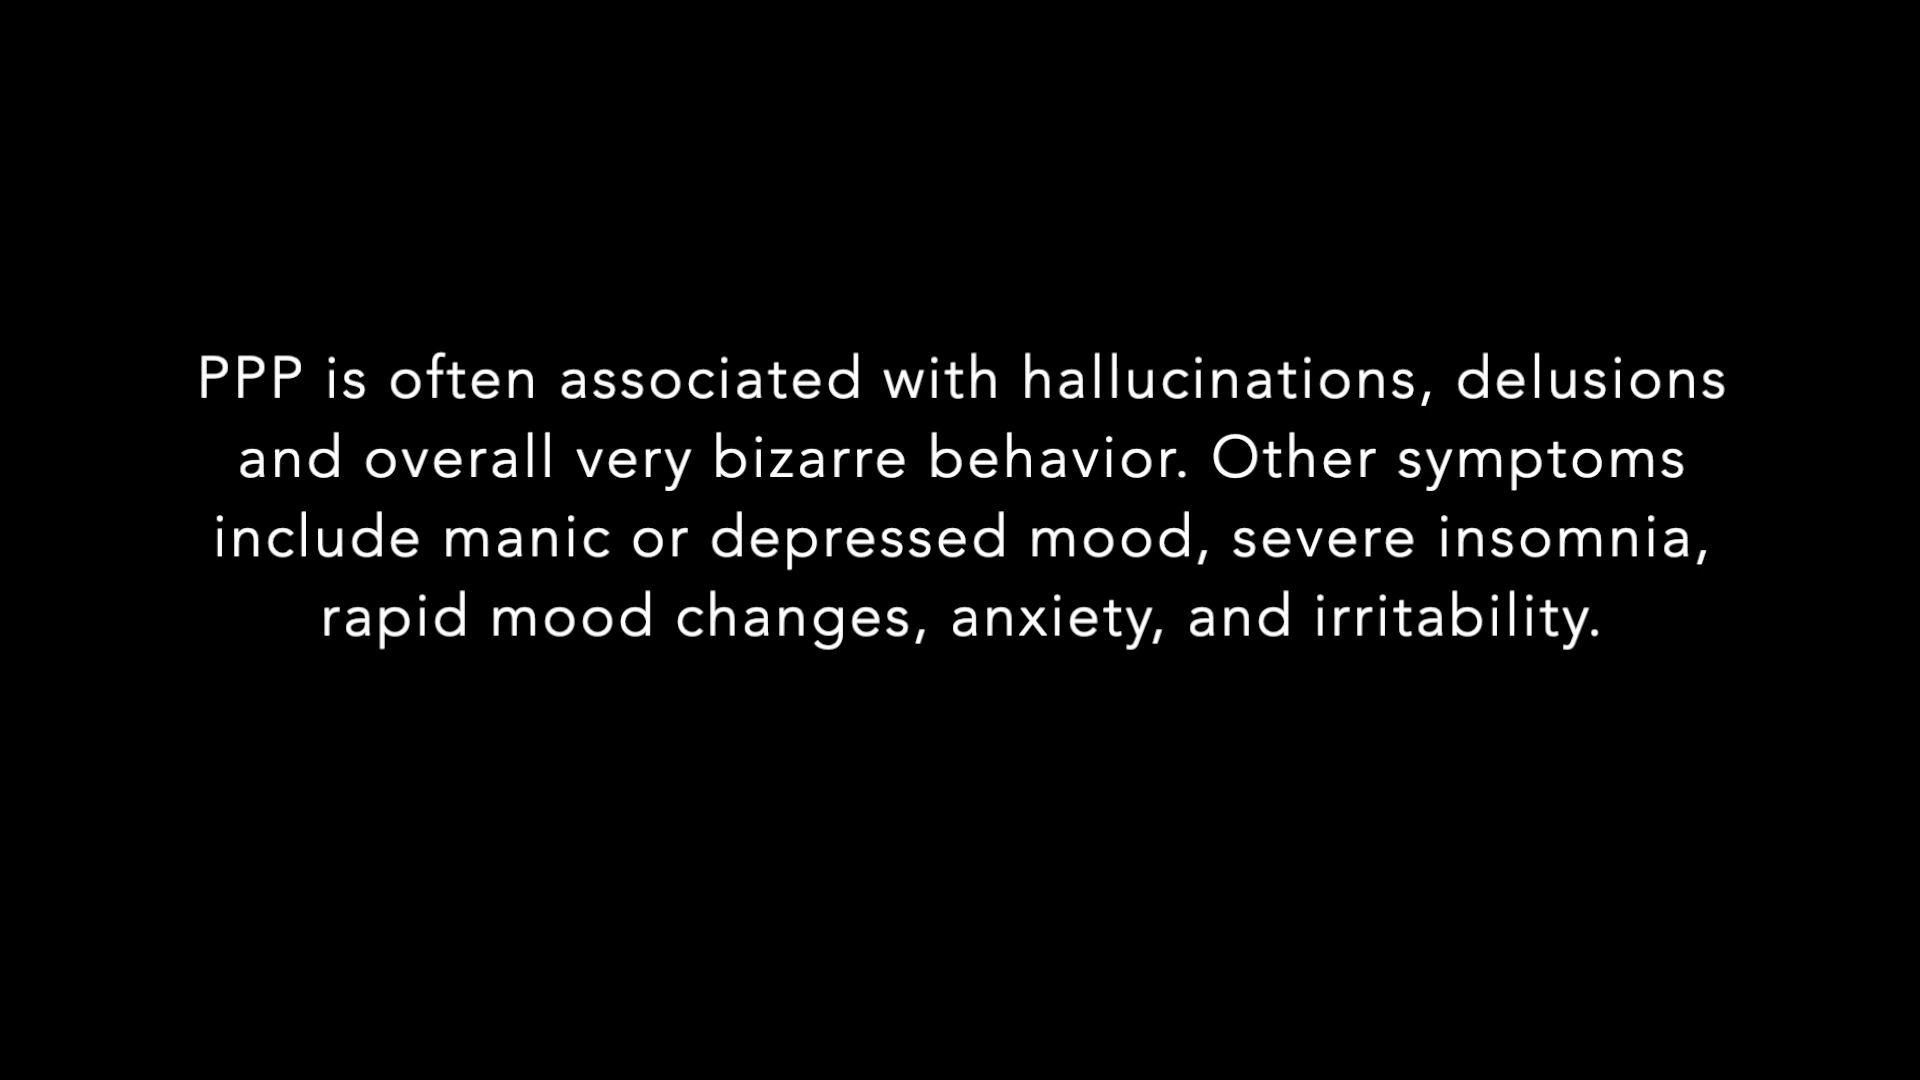 PPP is often associated with hallucinations, delusions
and overall very bizarre behavior. Other symptoms
include manic or depressed mood, severe insomnia,
rapid mood changes, anxiety, and irritability.